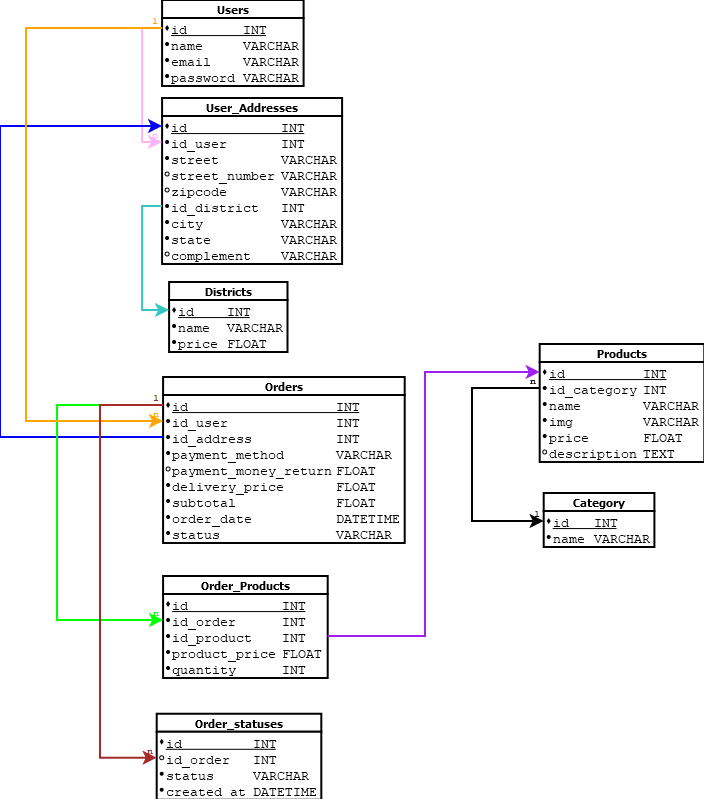 Users
1
id INT
name VARCHAR
email VARCHAR
password VARCHAR
User_Addresses
id INT
n
id_user INT
street VARCHAR
street_number VARCHAR
zipcode VARCHAR
id_district INT
city VARCHAR
state VARCHAR
complement VARCHAR
Districts
id INT
name VARCHAR
price FLOAT
Orders
1
id INT
n
id_user INT
id_address INT
payment_method VARCHAR
payment_money_return FLOAT
delivery_price FLOAT
subtotal FLOAT
order_date DATETIME
status VARCHAR
Products
id INT
n
id_category INT
name VARCHAR
img VARCHAR
price FLOAT
description TEXT
Category
1
id INT
name VARCHAR
Order_Products
id INT
n
id_order INT
id_product INT
product_price FLOAT
quantity INT
Order_statuses
id INT
n
id_order INT
status VARCHAR
created at DATETIME